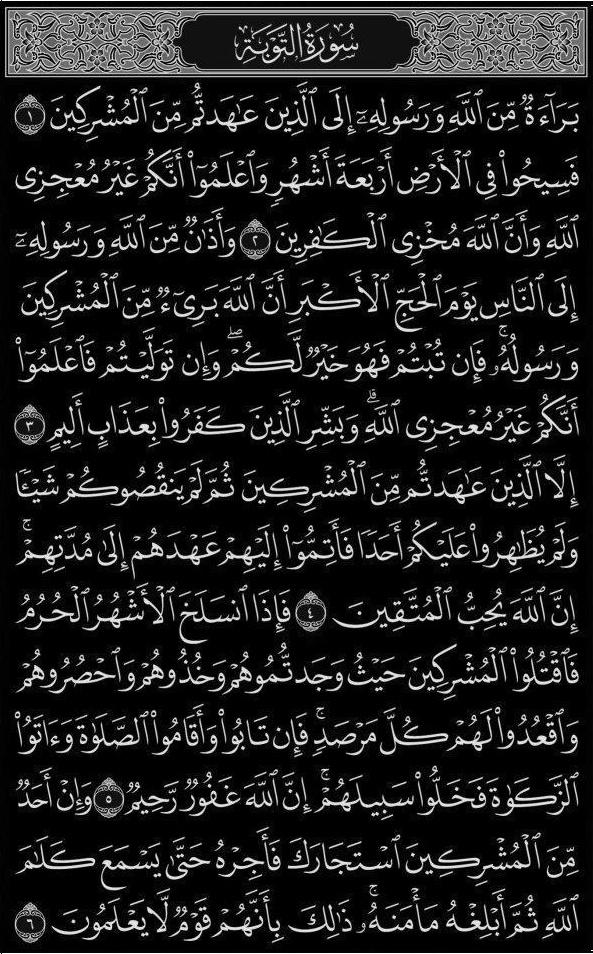 سُورَةُ التَّوۡبَةِ
بَرَآءَةٞ مِّنَ ٱللَّهِ وَرَسُولِهِۦٓ إِلَى ٱلَّذِينَ عَٰهَدتُّم مِّنَ ٱلۡمُشۡرِكِينَ ١
فَسِيحُواْ فِي ٱلۡأَرۡضِ أَرۡبَعَةَ أَشۡهُرٖ وَٱعۡلَمُوٓاْ أَنَّكُمۡ غَيۡرُ مُعۡجِزِي
ٱللَّهِ وَأَنَّ ٱللَّهَ مُخۡزِي ٱلۡكَٰفِرِينَ ٢ وَأَذَٰنٞ مِّنَ ٱللَّهِ وَرَسُولِهِۦٓ
إِلَى ٱلنَّاسِ يَوۡمَ ٱلۡحَجِّ ٱلۡأَكۡبَرِ أَنَّ ٱللَّهَ بَرِيٓءٞ مِّنَ ٱلۡمُشۡرِكِينَ
وَرَسُولُهُۥۚ فَإِن تُبۡتُمۡ فَهُوَ خَيۡرٞ لَّكُمۡۖ وَإِن تَوَلَّيۡتُمۡ فَٱعۡلَمُوٓاْ
أَنَّكُمۡ غَيۡرُ مُعۡجِزِي ٱللَّهِۗ وَبَشِّرِ ٱلَّذِينَ كَفَرُواْ بِعَذَابٍ أَلِيمٍ ٣
إِلَّا ٱلَّذِينَ عَٰهَدتُّم مِّنَ ٱلۡمُشۡرِكِينَ ثُمَّ لَمۡ يَنقُصُوكُمۡ شَيۡـٔٗا
وَلَمۡ يُظَٰهِرُواْ عَلَيۡكُمۡ أَحَدٗا فَأَتِمُّوٓاْ إِلَيۡهِمۡ عَهۡدَهُمۡ إِلَىٰ مُدَّتِهِمۡۚ
إِنَّ ٱللَّهَ يُحِبُّ ٱلۡمُتَّقِينَ ٤ فَإِذَا ٱنسَلَخَ ٱلۡأَشۡهُرُ ٱلۡحُرُمُ
فَٱقۡتُلُواْ ٱلۡمُشۡرِكِينَ حَيۡثُ وَجَدتُّمُوهُمۡ وَخُذُوهُمۡ وَٱحۡصُرُوهُمۡ
وَٱقۡعُدُواْ لَهُمۡ كُلَّ مَرۡصَدٖۚ فَإِن تَابُواْ وَأَقَامُواْ ٱلصَّلَوٰةَ وَءَاتَوُاْ
ٱلزَّكَوٰةَ فَخَلُّواْ سَبِيلَهُمۡۚ إِنَّ ٱللَّهَ غَفُورٞ رَّحِيمٞ ٥ وَإِنۡ أَحَدٞ
مِّنَ ٱلۡمُشۡرِكِينَ ٱسۡتَجَارَكَ فَأَجِرۡهُ حَتَّىٰ يَسۡمَعَ كَلَٰمَ
ٱللَّهِ ثُمَّ أَبۡلِغۡهُ مَأۡمَنَهُۥۚ ذَٰلِكَ بِأَنَّهُمۡ قَوۡمٞ لَّا يَعۡلَمُونَ ٦